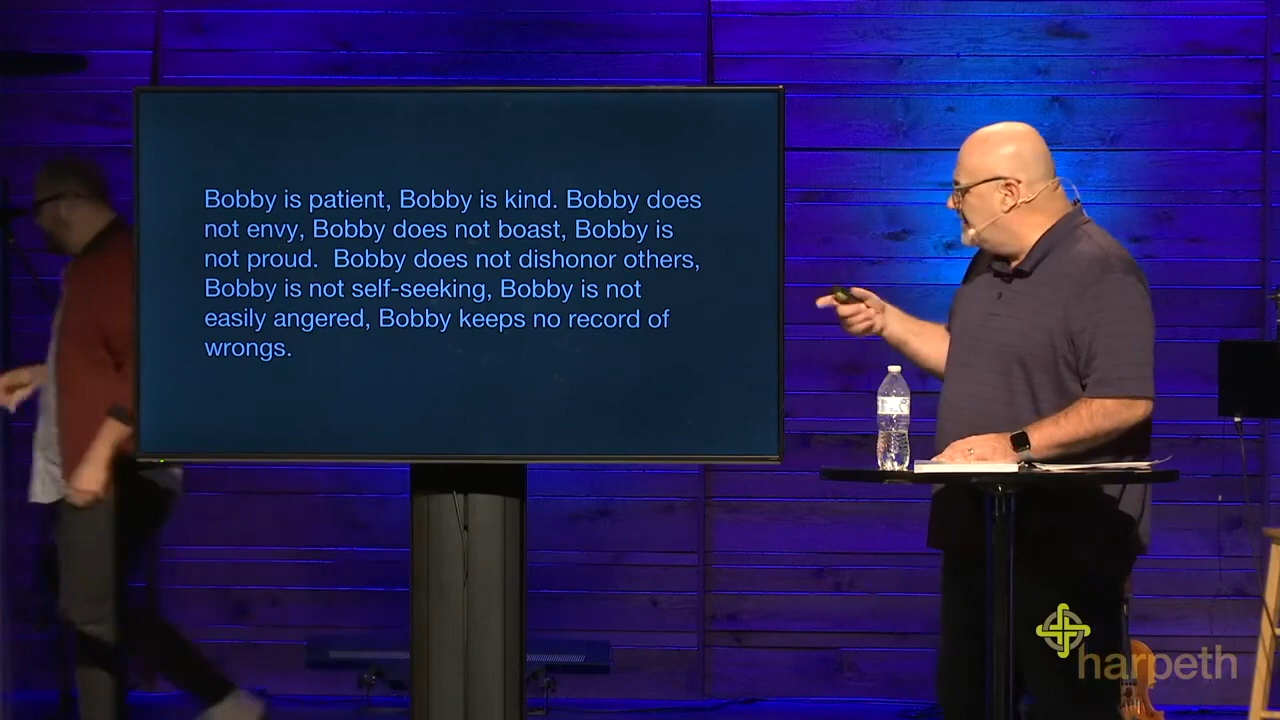 Bobby is patient, Bobby is kind. Bobby does
not envy, Bobby does not boast, Bobby is
not proud.  Bobby does not dishonor others,
Bobby is not self-seeking, Bobby is not
easily angered, Bobby keeps no record of
wrongs.
harpeth